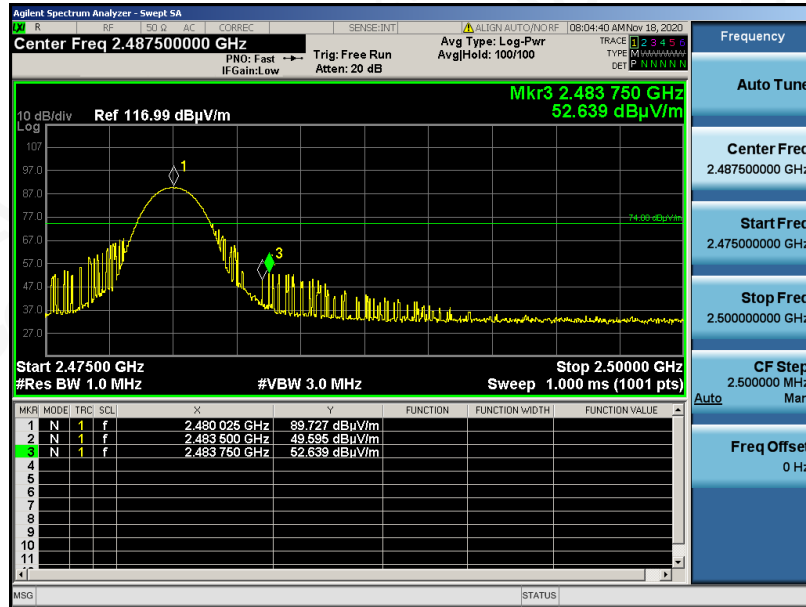 Agilent Spectrum Analyzer - Swept SA
LXI R RF 50 Ω AC CORREC SENSE:INT ALIGN AUTO/NO RF 08:04:40 AM Nov 18, 2020
Center Freq 2.487500000 GHz
PNO: Fast
IFGain:Low
Trig: Free Run
Atten: 20 dB
Avg Type: Log-Pwr
Avg|Hold: 100/100
TRACE 1 2 3 4 5 6
TYPE M
DET P N N N N N
Mkr3 2.483 750 GHz
52.639 dBµV/m
10 dB/div Ref 116.99 dBµV/m
Log
107
97.0
87.0
77.0
67.0
57.0
47.0
37.0
27.0
1
3
74.00 dBµV/m
Start 2.47500 GHz Stop 2.50000 GHz
#Res BW 1.0 MHz #VBW 3.0 MHz Sweep 1.000 ms (1001 pts)
MKR MODE TRC SCL X Y FUNCTION FUNCTION WIDTH FUNCTION VALUE
1 N 1 f 2.480 025 GHz 89.727 dBµV/m
2 N 1 f 2.483 500 GHz 49.595 dBµV/m
3 N 1 f 2.483 750 GHz 52.639 dBµV/m
4
5
6
7
8
9
10
11
MSG STATUS
Frequency
Auto Tune
Center Freq
2.487500000 GHz
Start Freq
2.475000000 GHz
Stop Freq
2.500000000 GHz
CF Step
2.500000 MHz
Auto Man
Freq Offset
0 Hz